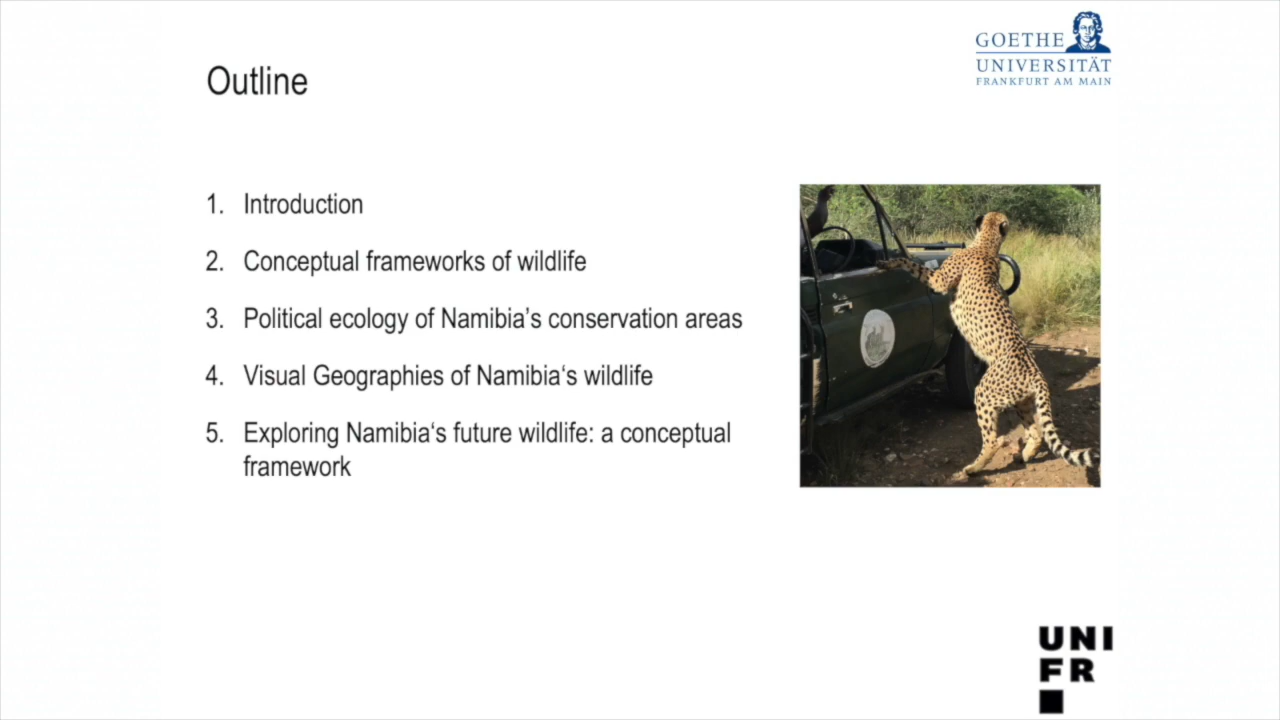 GOETHE
UNIVERSITÄT
FRANKFURT AM MAIN
Outline
1. Introduction
2. Conceptual frameworks of wildlife
3. Political ecology of Namibia’s conservation areas
4. Visual Geographies of Namibia‘s wildlife
5. Exploring Namibia‘s future wildlife: a conceptual
framework
UNI
FR